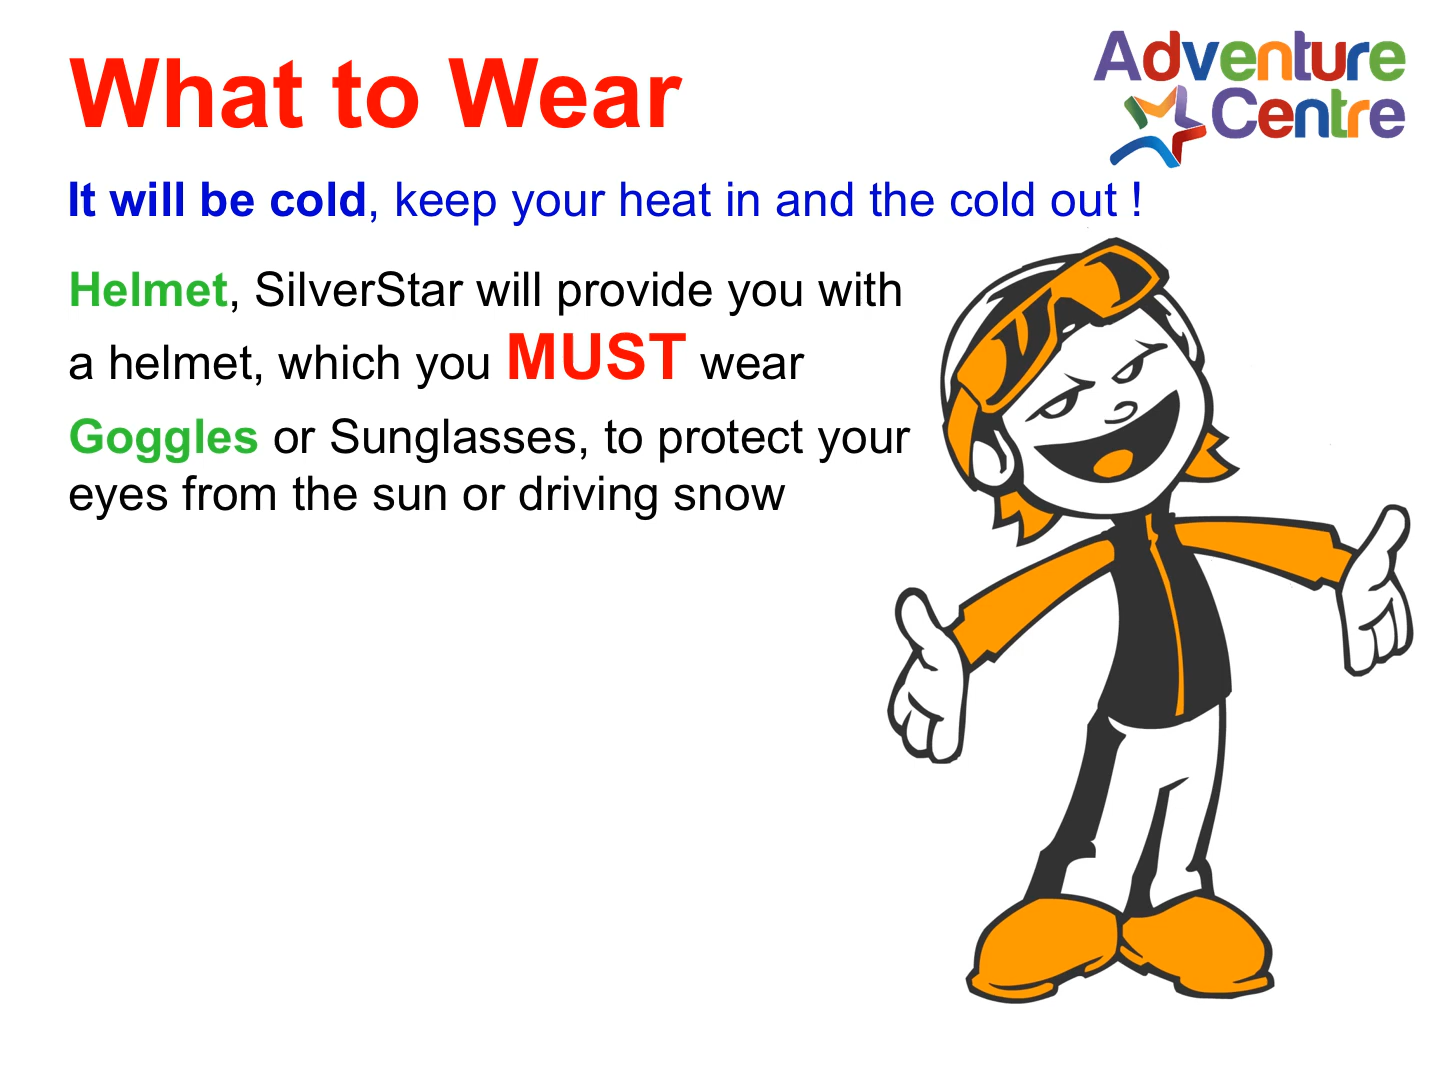 What to Wear
Adventure
Centre
It will be cold, keep your heat in and the cold out !
Helmet, SilverStar will provide you with
a helmet, which you MUST wear
Goggles or Sunglasses, to protect your
eyes from the sun or driving snow